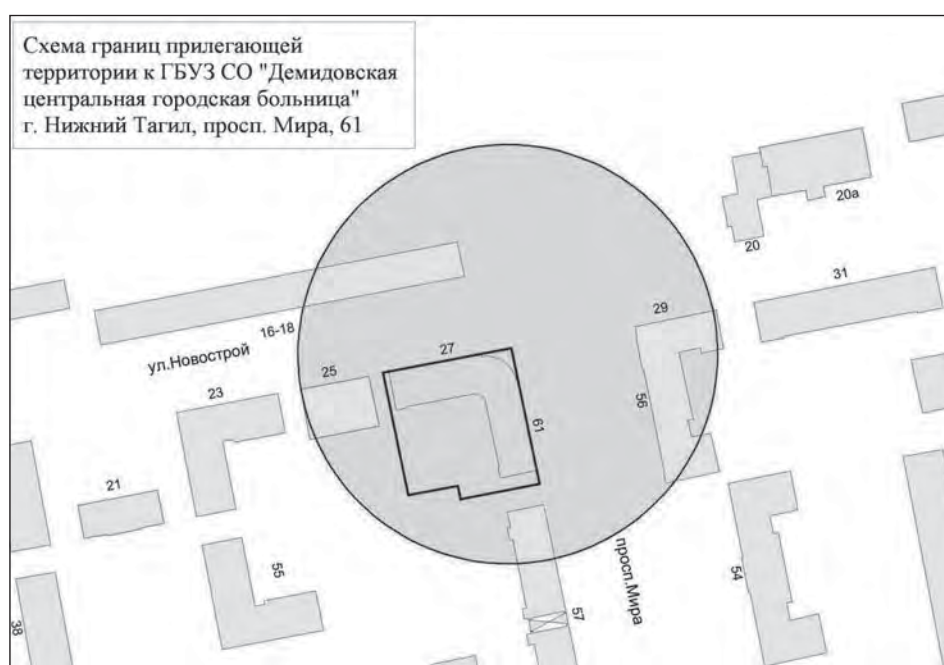 Схема границ прилегающей
территории к ГБУЗ СО "Демидовская
центральная городская больница"
г. Нижний Тагил, просп. Мира, 61
20а
20
31
29
16-18
ул.Новострой
27
25
23
56
61
21
просп.Мира
55
54
57
38